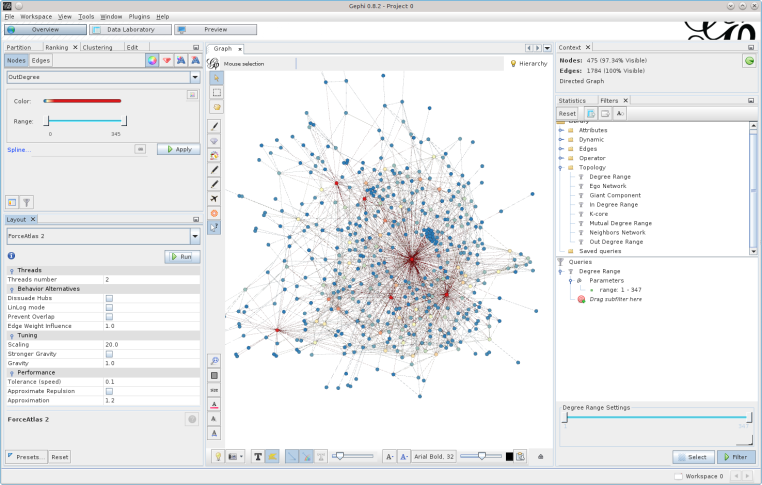 Gephi 0.8.2 - Project 0
File Workspace View Tools Window Plugins Help
Overview Data Laboratory Preview
Partition Ranking Clustering Edit
Nodes Edges
OutDegree
Color:
Range:
0 345
Spline... Apply
Layout
ForceAtlas 2
Run
Threads
Threads number 2
Behavior Alternatives
Dissuade Hubs
LinLog mode
Prevent Overlap
Edge Weight Influence 1.0
Tuning
Scaling 20.0
Stronger Gravity
Gravity 1.0
Performance
Tolerance (speed) 0.1
Approximate Repulsion
Approximation 1.2
ForceAtlas 2
Presets... Reset
Graph
Mouse selection
Hierarchy
Arial Bold, 32
Context
Nodes: 475 (97.34% Visible)
Edges: 1784 (100% Visible)
Directed Graph
Statistics Filters
Reset
Library
Attributes
Dynamic
Edges
Operator
Topology
Degree Range
Ego Network
Giant Component
In Degree Range
K-core
Mutual Degree Range
Neighbors Network
Out Degree Range
Saved queries
Queries
Degree Range
Parameters
range: 1 - 347
Drag subfilter here
Degree Range Settings
1 347
Select Filter
Workspace 0